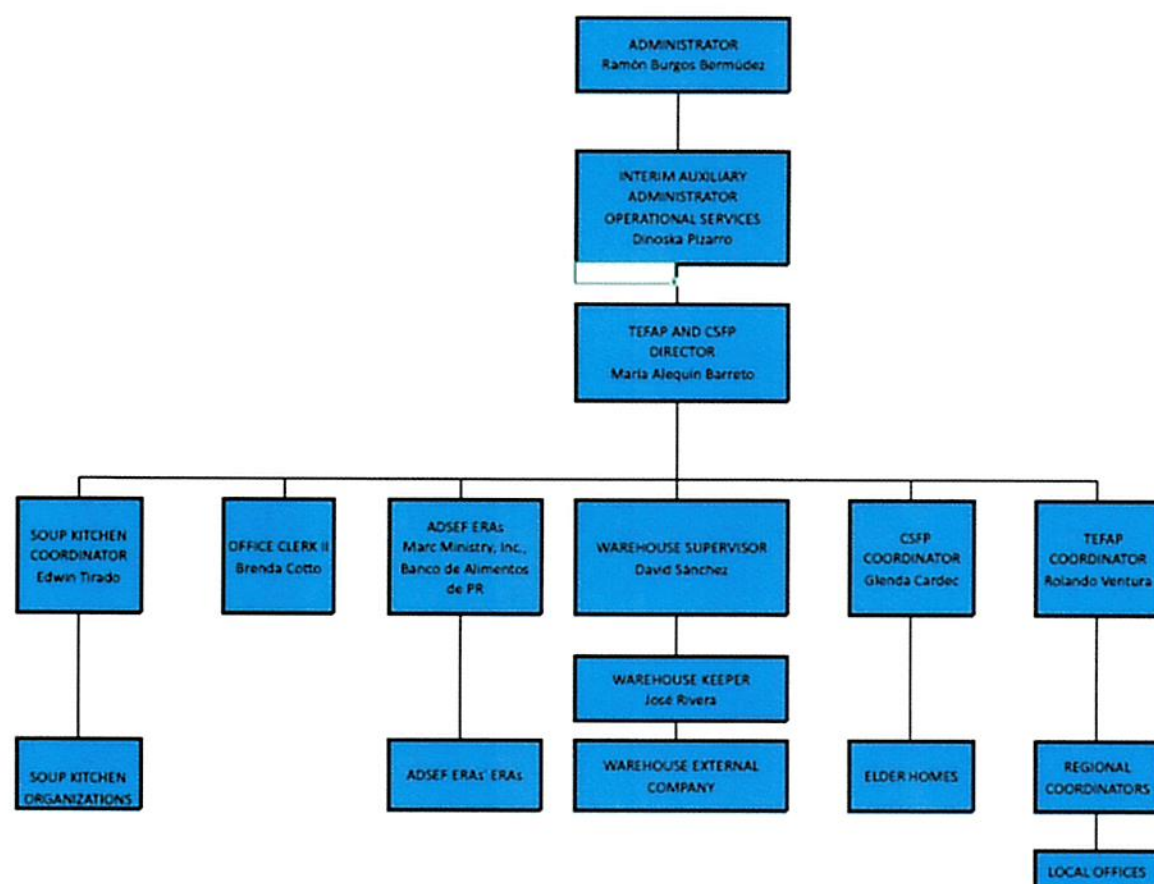 ADMINISTRATOR
Ramón Burgos Bermúdez
INTERIM AUXILIARY
ADMINISTRATOR
OPERATIONAL SERVICES
Dinoska Pizarro
TEFAP AND CSFP
DIRECTOR
María Alequin Barreto
SOUP KITCHEN
COORDINATOR
Edwin Tirado
OFFICE CLERK II
Brenda Cotto
ADSEF ERAs
Marc Ministry, Inc.,
Banco de Alimentos
de PR
WAREHOUSE SUPERVISOR
David Sánchez
CSFP
COORDINATOR
Glenda Cardec
TEFAP
COORDINATOR
Rolando Ventura
WAREHOUSE KEEPER
José Rivera
SOUP KITCHEN
ORGANIZATIONS
ADSEF ERAs' ERAs
WAREHOUSE EXTERNAL
COMPANY
ELDER HOMES
REGIONAL
COORDINATORS
LOCAL OFFICES